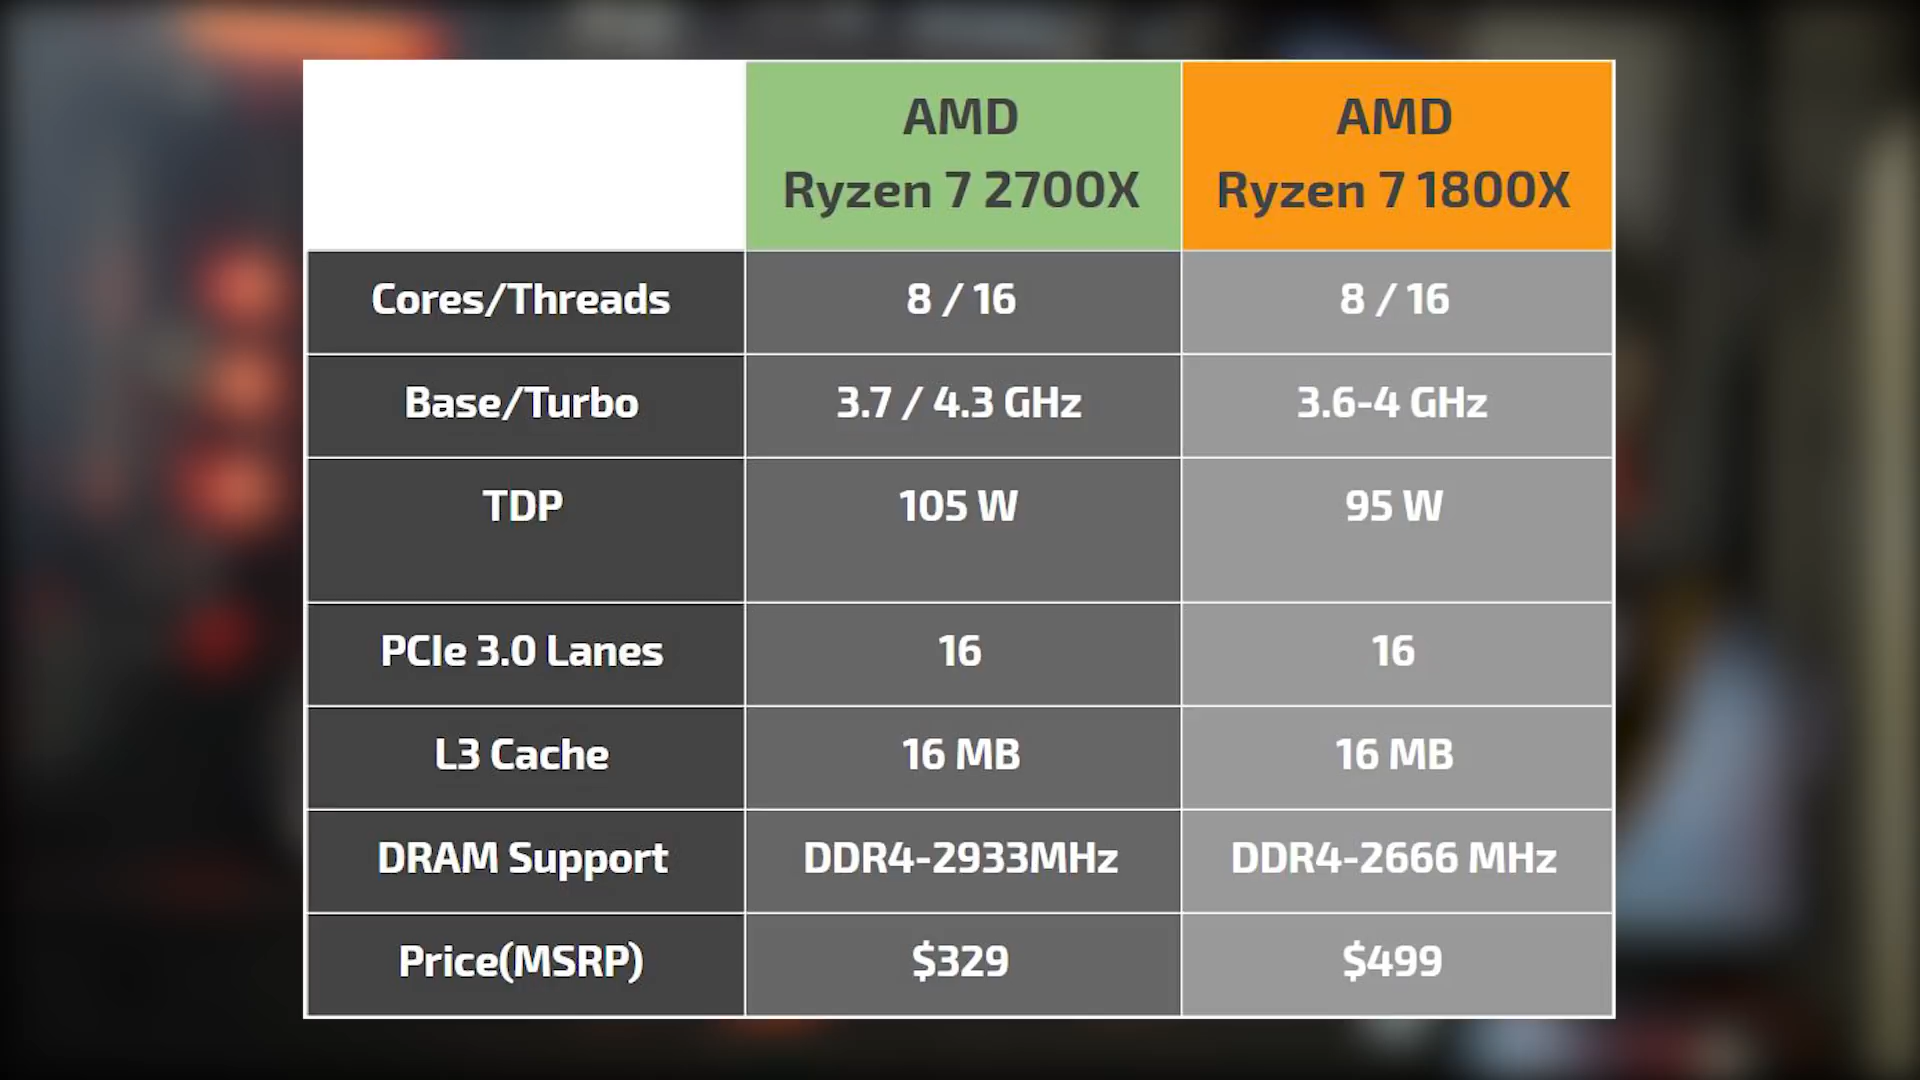 AMD
Ryzen 7 2700X
AMD
Ryzen 7 1800X
Cores/Threads
8 / 16
8 / 16
Base/Turbo
3.7 / 4.3 GHz
3.6-4 GHz
TDP
105 W
95 W
PCIe 3.0 Lanes
16
16
L3 Cache
16 MB
16 MB
DRAM Support
DDR4-2933MHz
DDR4-2666 MHz
Price(MSRP)
$329
$499